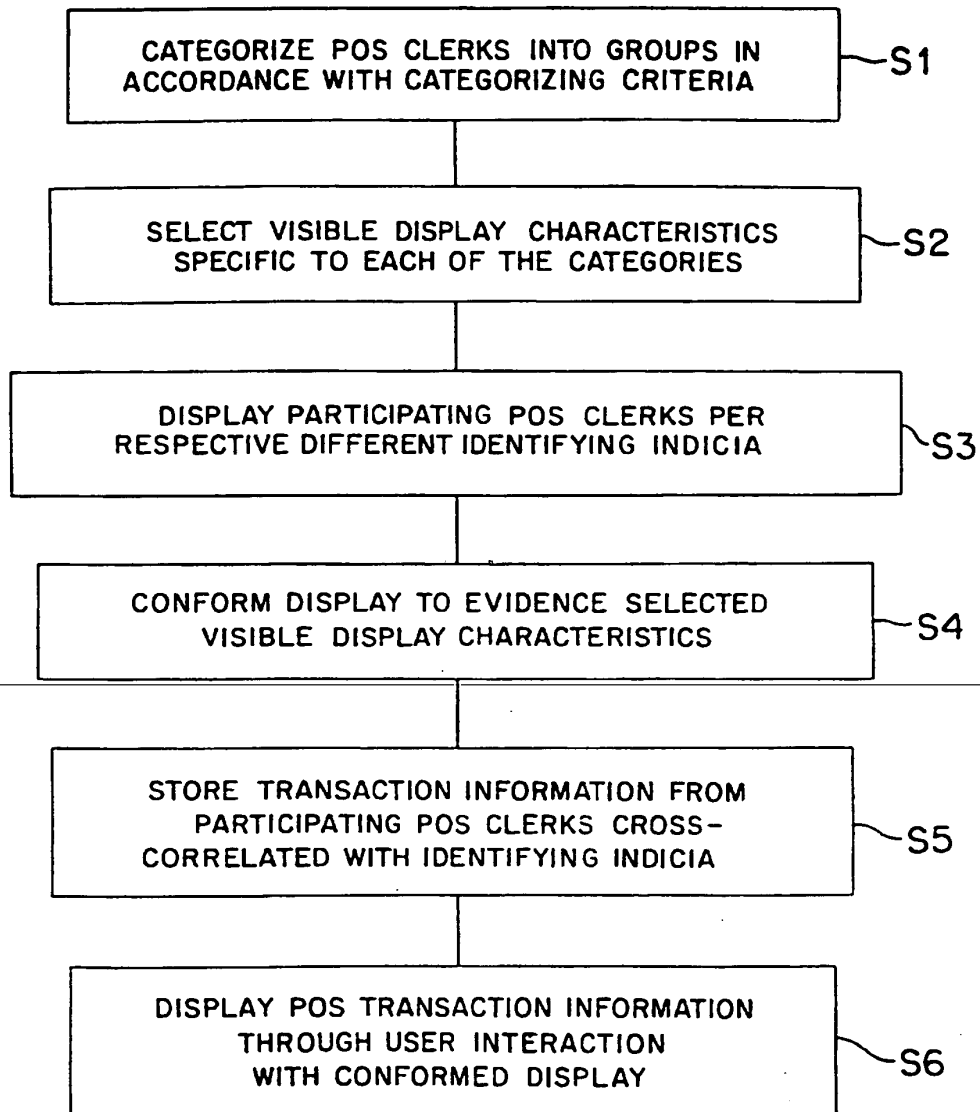 CATEGORIZE POS CLERKS INTO GROUPS IN
ACCORDANCE WITH CATEGORIZING CRITERIA
S1
SELECT VISIBLE DISPLAY CHARACTERISTICS
SPECIFIC TO EACH OF THE CATEGORIES
S2
DISPLAY PARTICIPATING POS CLERKS PER
RESPECTIVE DIFFERENT IDENTIFYING INDICIA
S3
CONFORM DISPLAY TO EVIDENCE SELECTED
VISIBLE DISPLAY CHARACTERISTICS
S4
STORE TRANSACTION INFORMATION FROM
PARTICIPATING POS CLERKS CROSS-
CORRELATED WITH IDENTIFYING INDICIA
S5
DISPLAY POS TRANSACTION INFORMATION
THROUGH USER INTERACTION
WITH CONFORMED DISPLAY
S6